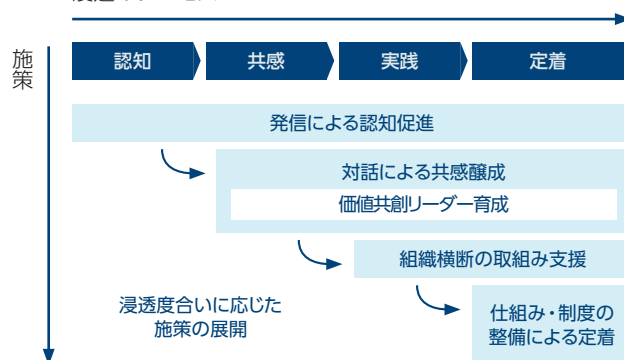 施策
認知
共感
実践
定着
発信による認知促進
対話による共感醸成
価値共創リーダー育成
組織横断の取組み支援
浸透度合いに応じた
施策の展開
仕組み・制度の
整備による定着